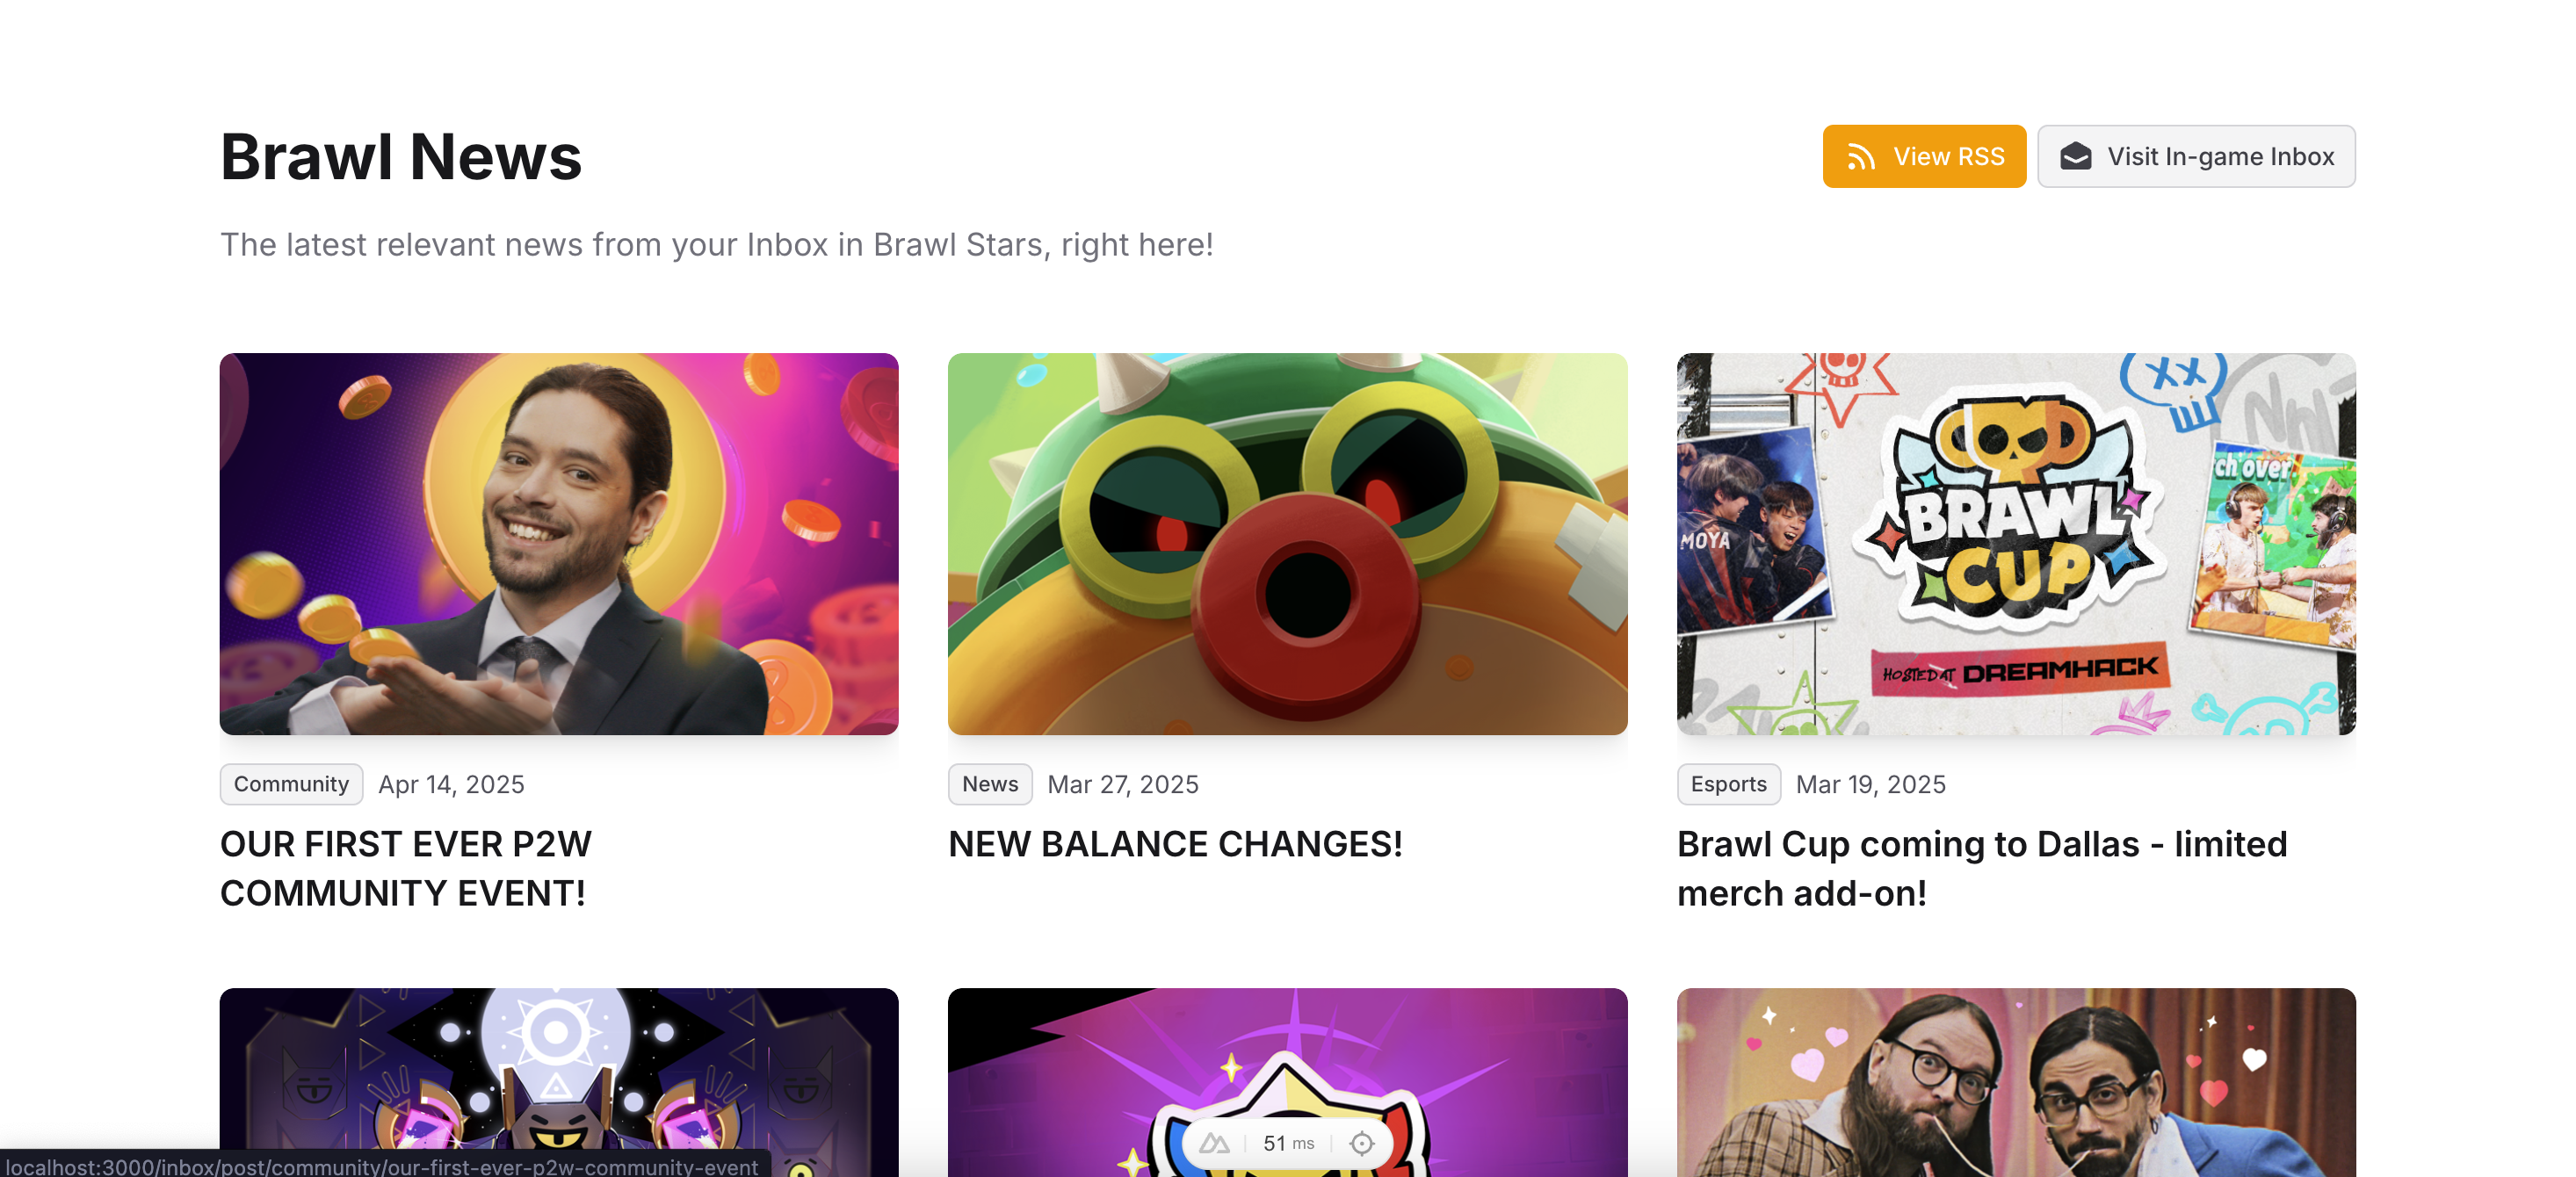 Brawl News
View RSS
Visit In-game Inbox
The latest relevant news from your Inbox in Brawl Stars, right here!
MOYA
BRAWL
CUP
HOSTED AT DREAMHACK
ch over
Community
Apr 14, 2025
OUR FIRST EVER P2W
COMMUNITY EVENT!
News
Mar 27, 2025
NEW BALANCE CHANGES!
Esports
Mar 19, 2025
Brawl Cup coming to Dallas - limited
merch add-on!
51 ms
localhost:3000/inbox/post/community/our-first-ever-p2w-community-event